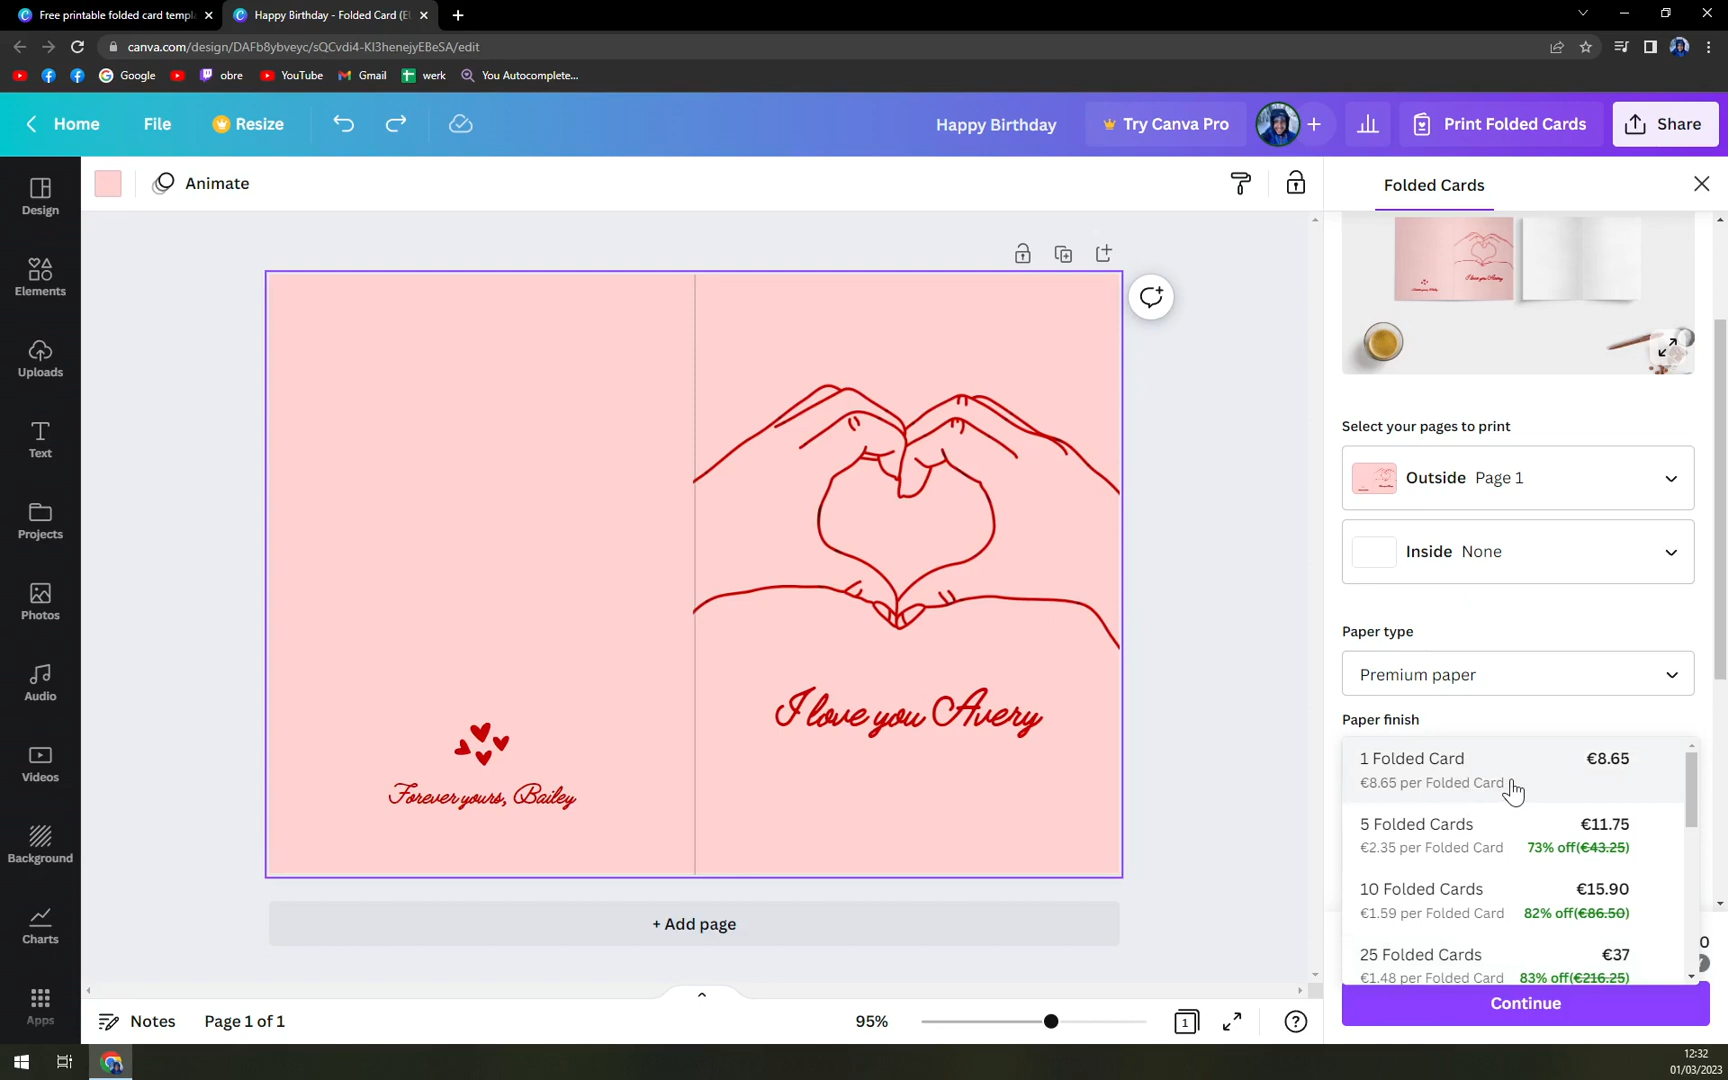 Free printable folded card templ
Happy Birthday - Folded Card (E
canva.com/design/DAFb8ybveyc/sQCvdi4-KI3henejyEBeSA/edit
Google
obre
YouTube
Gmail
werk
You Autocomplete...
Home
File
Resize
Happy Birthday
Try Canva Pro
Print Folded Cards
Share
Design
Elements
Uploads
Text
Projects
Photos
Audio
Videos
Background
Charts
Apps
Animate
I love you Avery
Forever yours, Bailey
+ Add page
Notes
Page 1 of 1
95%
1
Folded Cards
I love you Avery
Select your pages to print
Outside Page 1
Inside None
Paper type
Premium paper
Paper finish
1 Folded Card €8.65
€8.65 per Folded Card
5 Folded Cards €11.75
€2.35 per Folded Card 73% off(€43.25)
10 Folded Cards €15.90
€1.59 per Folded Card 82% off(€86.50)
25 Folded Cards €37
€1.48 per Folded Card 83% off(€216.25)
0
Continue
12:32
01/03/2023